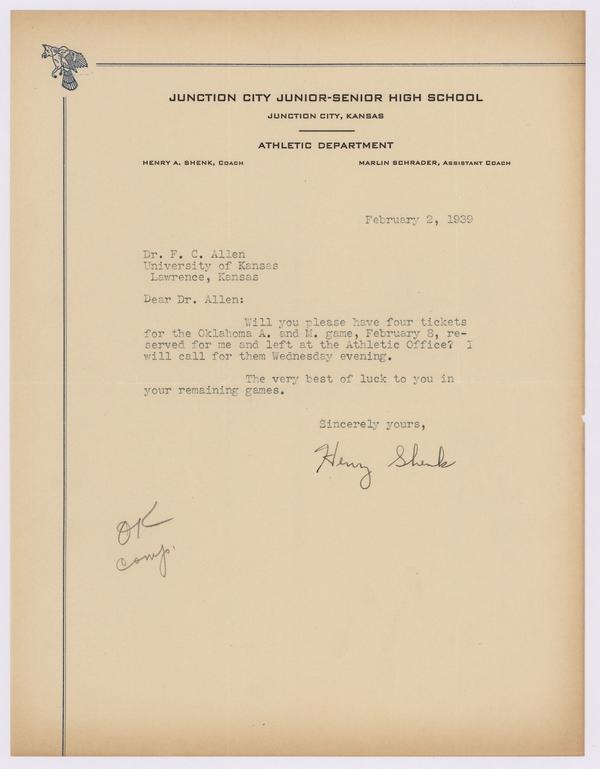 JUNCTION CITY JUNIOR-SENIOR HIGH SCHOOL
JUNCTION CITY, KANSAS
ATHLETIC DEPARTMENT
HENRY A. SHENK, COACH
MARLIN SCHRADER, ASSISTANT COACH
February 2, 1939
Dr. F. C. Allen
University of Kansas
Lawrence, Kansas
Dear Dr. Allen:
Will you please have four tickets
for the Oklahoma A. and M. game, February 8, re-
served for me and left at the Athletic Office? I
will call for them Wednesday evening.
The very best of luck to you in
your remaining games.
Sincerely yours,
Henry Shenk
OK
comp.